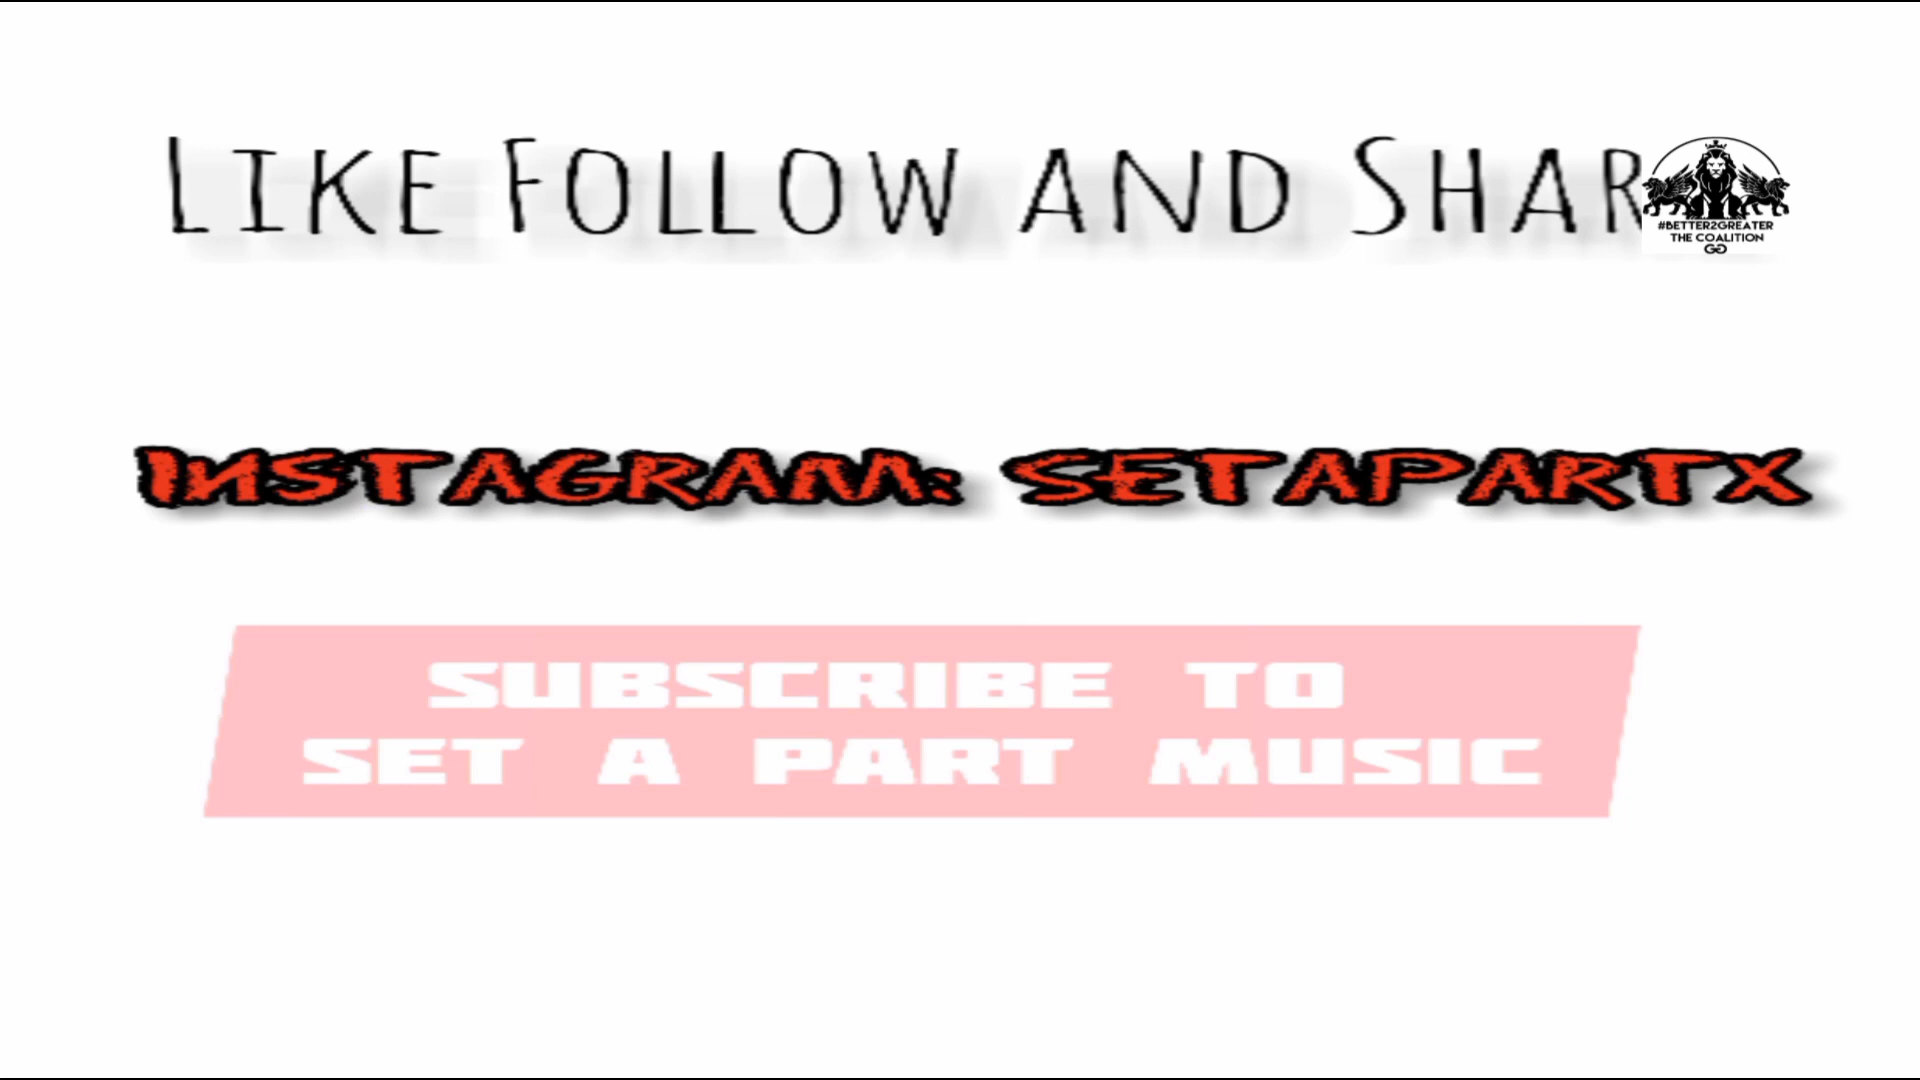 LIKE FOLLOW AND SHAR
#BETTER2GREATER
THE COALITION
INSTAGRAM: SETAPARTX
SUBSCRIBE TO
SET A PART MUSIC